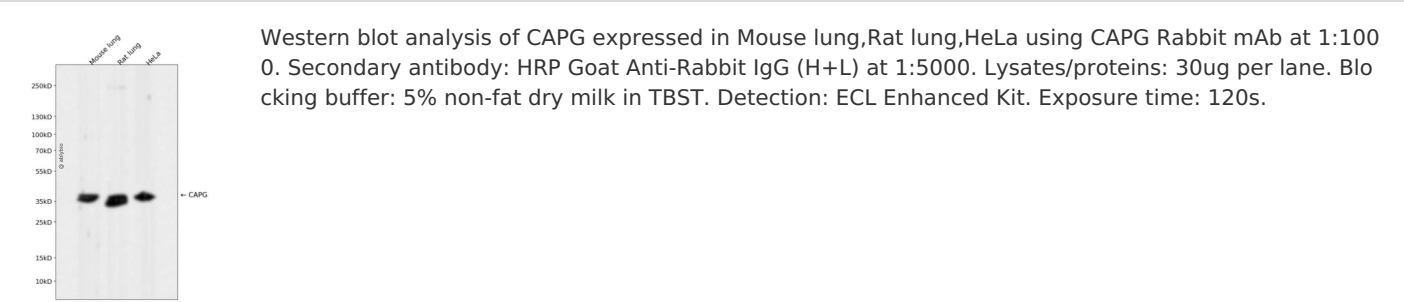 Mouse lung
Rat lung
HeLa
250kD
130kD
100kD
70kD
55kD
35kD
25kD
15kD
10kD
← CAPG
Western blot analysis of CAPG expressed in Mouse lung,Rat lung,HeLa using CAPG Rabbit mAb at 1:100
0. Secondary antibody: HRP Goat Anti-Rabbit IgG (H+L) at 1:5000. Lysates/proteins: 30ug per lane. Blo
cking buffer: 5% non-fat dry milk in TBST. Detection: ECL Enhanced Kit. Exposure time: 120s.